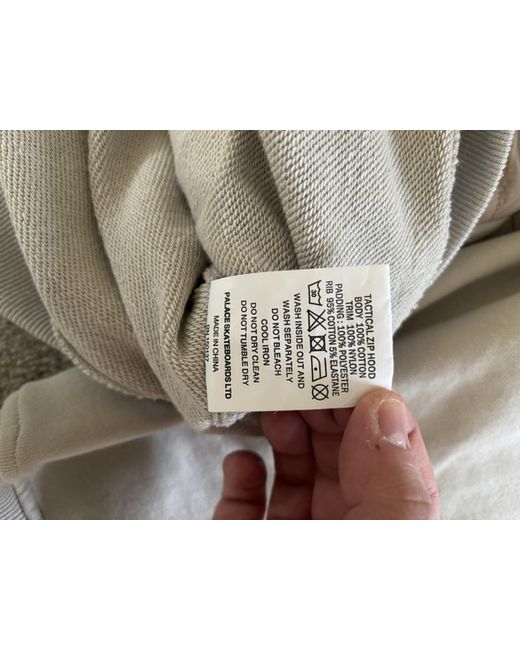 TACTICAL ZIP HOOD
BODY 100% COTTON
TRIM 100% NYLON
PADDING : 100% POLYESTER
RIB 95% COTTON 5% ELASTANE
30
WASH INSIDE OUT AND
WASH SEPARATELY
DO NOT BLEACH
COOL IRON
DO NOT DRY CLEAN
DO NOT TUMBLE DRY
PALACE SKATEBOARDS LTD
MADE IN CHINA